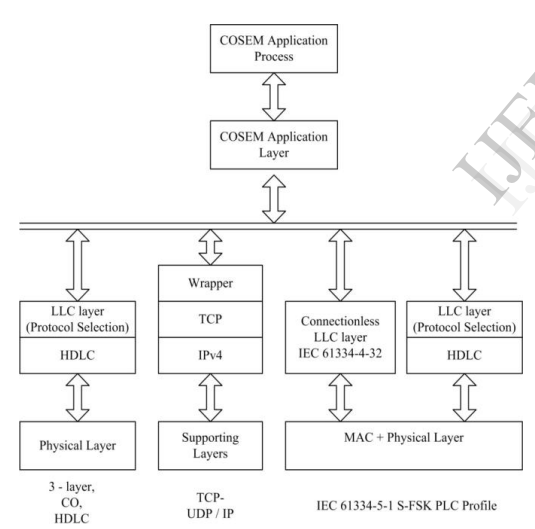 COSEM Application
Process
COSEM Application
Layer
Wrapper
LLC layer
(Protocol Selection)
HDLC
TCP
IPv4
Connectionless
LLC layer
IEC 61334-4-32
LLC layer
(Protocol Selection)
HDLC
Physical Layer
Supporting
Layers
MAC + Physical Layer
3 - layer,
CO,
HDLC
TCP-
UDP / IP
IEC 61334-5-1 S-FSK PLC Profile